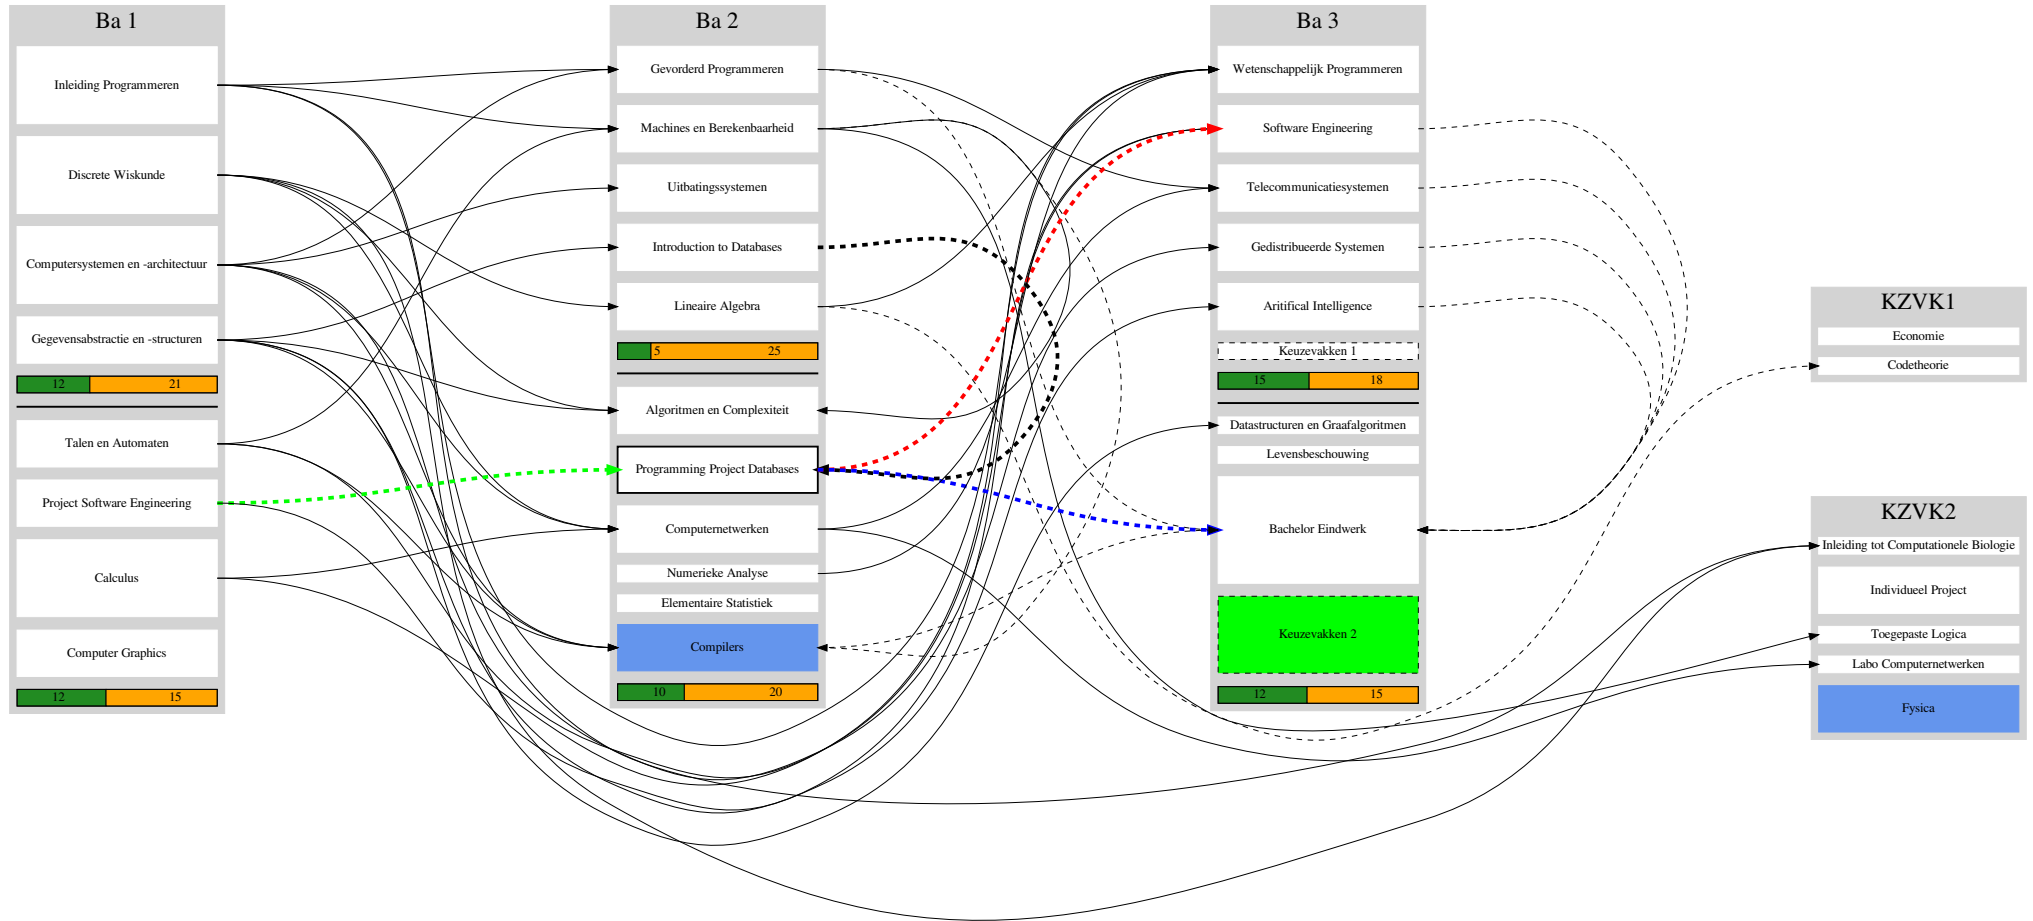 Ba 1
Inleiding Programmeren
Discrete Wiskunde
Computersystemen en -architectuur
Gegevensabstractie en -structuren
12 21
Talen en Automaten
Project Software Engineering
Calculus
Computer Graphics
12 15
Ba 2
Gevorderd Programmeren
Machines en Berekenbaarheid
Uitbatingssystemen
Introduction to Databases
Lineaire Algebra
5 25
Algoritmen en Complexiteit
Programming Project Databases
Computernetwerken
Numerieke Analyse
Elementaire Statistiek
Compilers
10 20
Ba 3
Wetenschappelijk Programmeren
Software Engineering
Telecommunicatiesystemen
Gedistribueerde Systemen
Aritifical Intelligence
Keuzevakken 1
15 18
Datastructuren en Graafalgoritmen
Levensbeschouwing
Bachelor Eindwerk
Keuzevakken 2
12 15
KZVK1
Economie
Codetheorie
KZVK2
Inleiding tot Computationele Biologie
Individueel Project
Toegepaste Logica
Labo Computernetwerken
Fysica